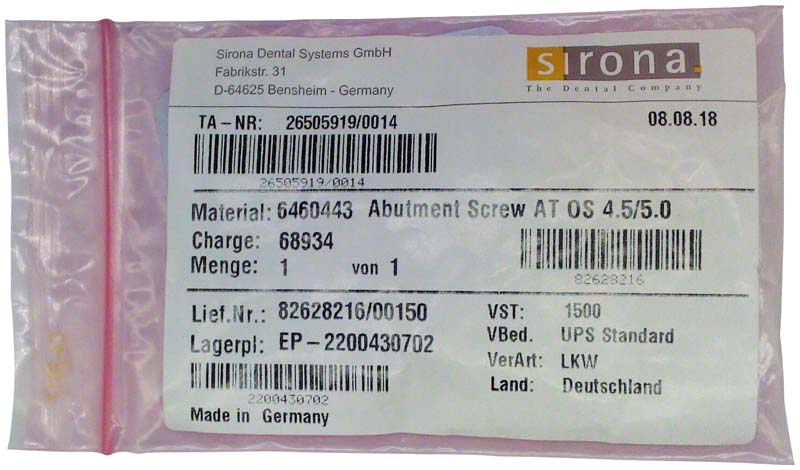 Sirona Dental Systems GmbH
Fabrikstr. 31
D-64625 Bensheim - Germany
sirona.
The Dental Company
TA-NR: 26505919/0014 08.08.18
26505919/0014
Material: 6460443 Abutment Screw AT OS 4.5/5.0
Charge: 68934
Menge: 1 von 1
82628216
Lief.Nr.: 82628216/00150 VST: 1500
VBed. UPS Standard
Lagerpl: EP-2200430702
VerArt: LKW
Land: Deutschland
2200430702
Made in Germany